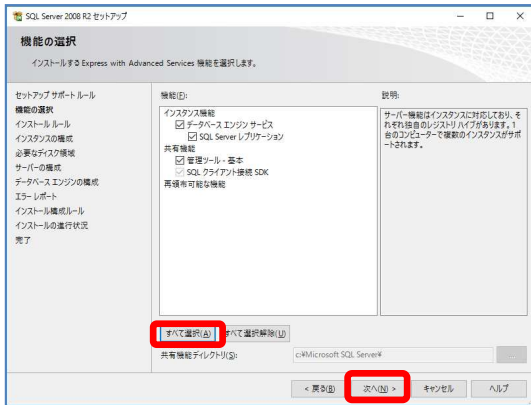 SQL Server 2008 R2 セットアップ
機能の選択
インストールする Express with Advanced Services 機能を選択します。
セットアップ サポート ルール
機能の選択
インストール ルール
インスタンスの構成
必要なディスク領域
サーバーの構成
データベース エンジンの構成
エラー レポート
インストール構成ルール
インストールの進行状況
完了
機能(F):
インスタンス機能
データベース エンジン サービス
SQL Server レプリケーション
共有機能
管理ツール - 基本
SQL クライアント接続 SDK
再頒布可能な機能
説明:
サーバー機能はインスタンスに対応しており、そ
れぞれ独自のレジストリ ハイブがあります。1
台のコンピューターで複数のインスタンスがサポ
ートされます。
すべて選択(A)
すべて選択解除(U)
共有機能ディレクトリ(S):
c:¥Microsoft SQL Server¥
...
< 戻る(B)
次へ(N) >
キャンセル
ヘルプ